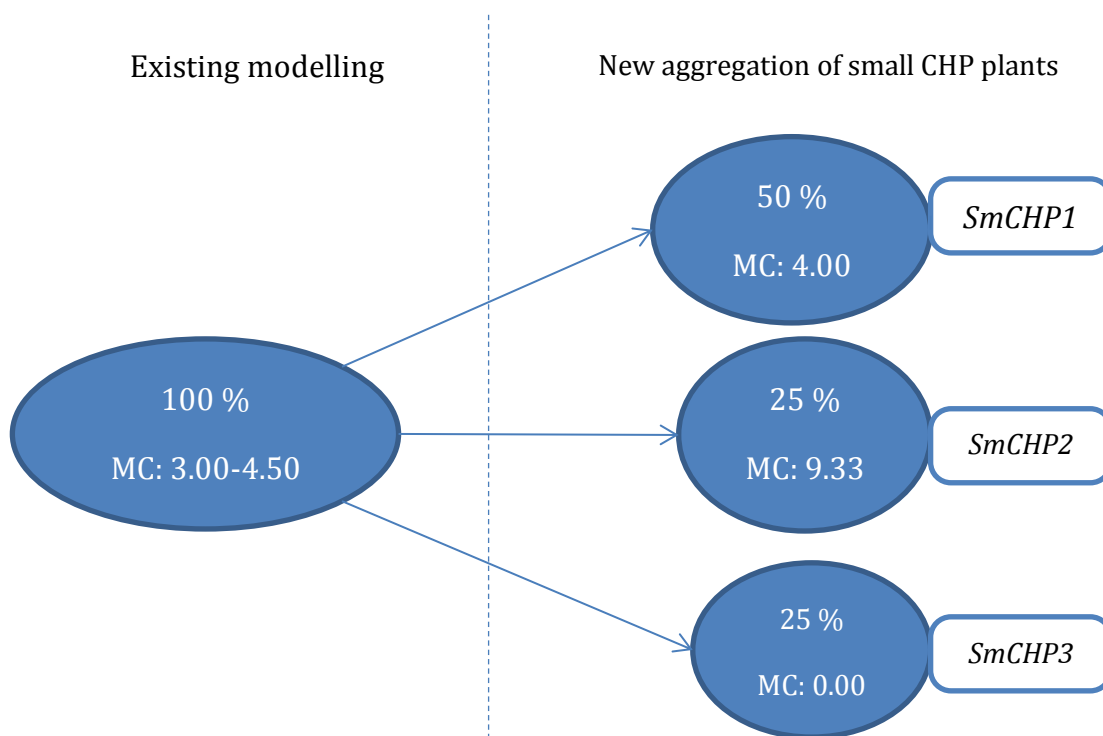 Existing modelling
New aggregation of small CHP plants
100 %
MC: 3.00-4.50
50 %
MC: 4.00
SmCHP1
25 %
MC: 9.33
SmCHP2
25 %
MC: 0.00
SmCHP3